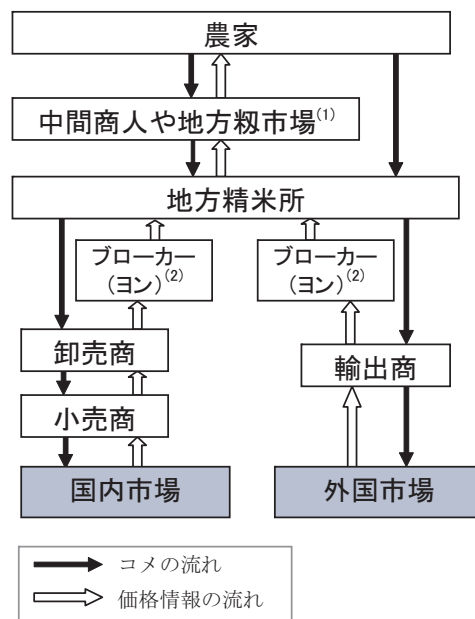 農家
中間商人や地方籾市場(1)
地方精米所
ブローカー
(ヨン)(2)
ブローカー
(ヨン)(2)
卸売商
輸出商
小売商
国内市場
外国市場
コメの流れ
価格情報の流れ